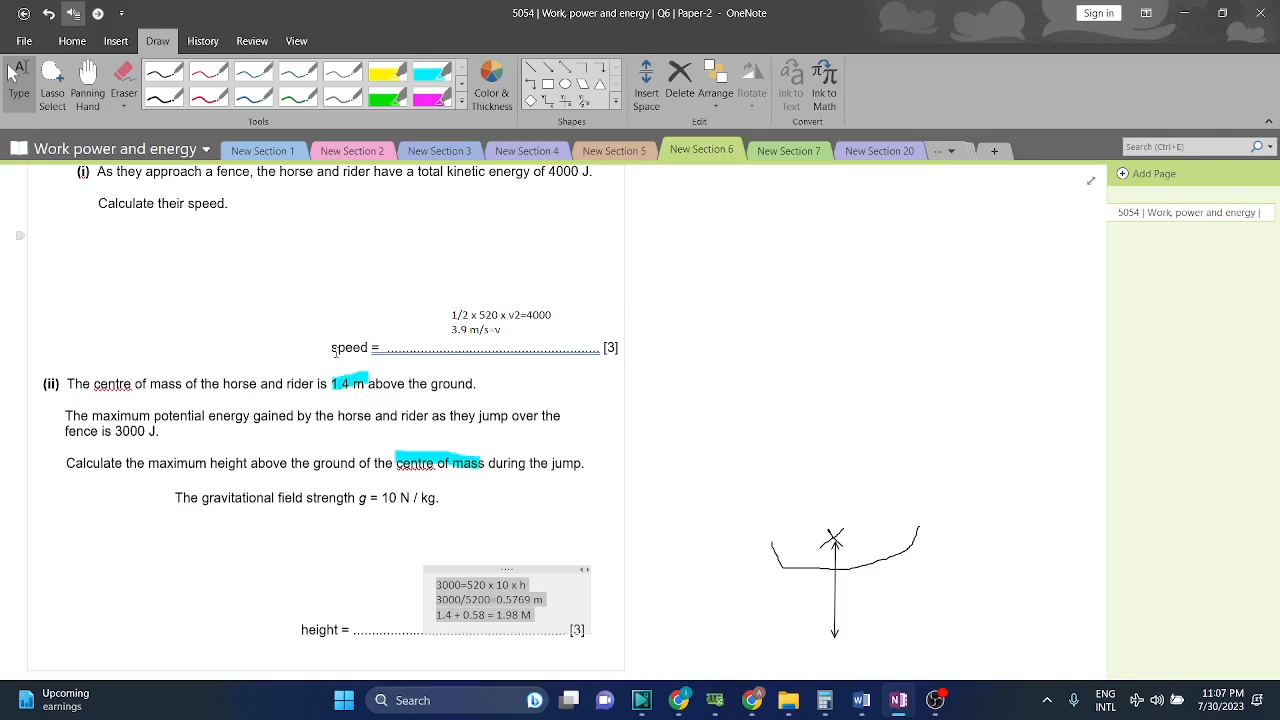 5054 | Work, power and energy | Q6 | Paper-2 - OneNote
Sign in
File Home Insert Draw History Review View
Type
Lasso Select
Panning Hand
Eraser
Color & Thickness
Insert Space
Delete
Arrange
Rotate
Ink to Text
Ink to Math
Tools
Shapes
Edit
Convert
Work power and energy
New Section 1 New Section 2 New Section 3 New Section 4 New Section 5 New Section 6 New Section 7 New Section 20 ... +
Search (Ctrl+E)
Add Page
5054 | Work, power and energy |
(i) As they approach a fence, the horse and rider have a total kinetic energy of 4000 J.
Calculate their speed.
1/2 x 520 x v2=4000
3.9 m/s=v
speed = ............................................................ [3]
(ii) The centre of mass of the horse and rider is 1.4 m above the ground.
The maximum potential energy gained by the horse and rider as they jump over the
fence is 3000 J.
Calculate the maximum height above the ground of the centre of mass during the jump.
The gravitational field strength g = 10 N / kg.
3000=520 x 10 x h
3000/5200=0.5769 m
1.4 + 0.58 = 1.98 M
height = ............................................................ [3]
Upcoming
earnings
Search
ENG
INTL
11:07 PM
7/30/2023